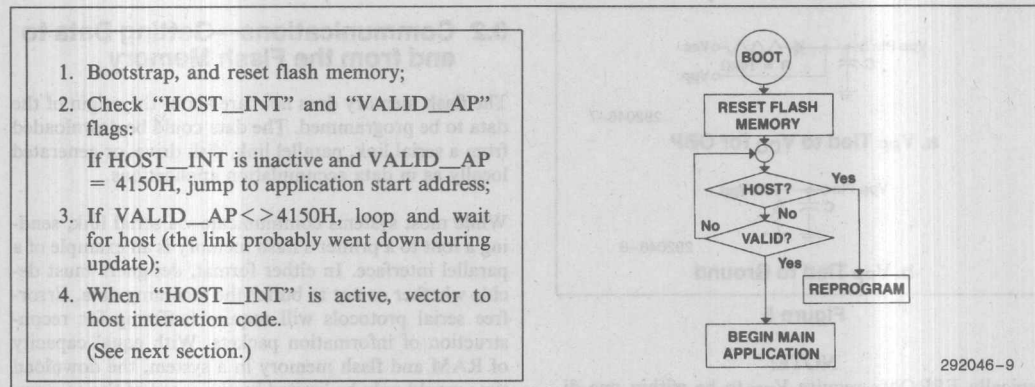 1. Bootstrap, and reset flash memory;
2. Check “HOST_INT” and “VALID_AP”
flags:
If HOST_INT is inactive and VALID_AP
= 4150H, jump to application start address;
3. If VALID_AP<>4150H, loop and wait
for host (the link probably went down during
update);
4. When “HOST_INT” is active, vector to
host interaction code.
(See next section.)
BOOT
RESET FLASH
MEMORY
HOST?
Yes
No
VALID?
No
Yes
REPROGRAM
BEGIN MAIN
APPLICATION
292046-9